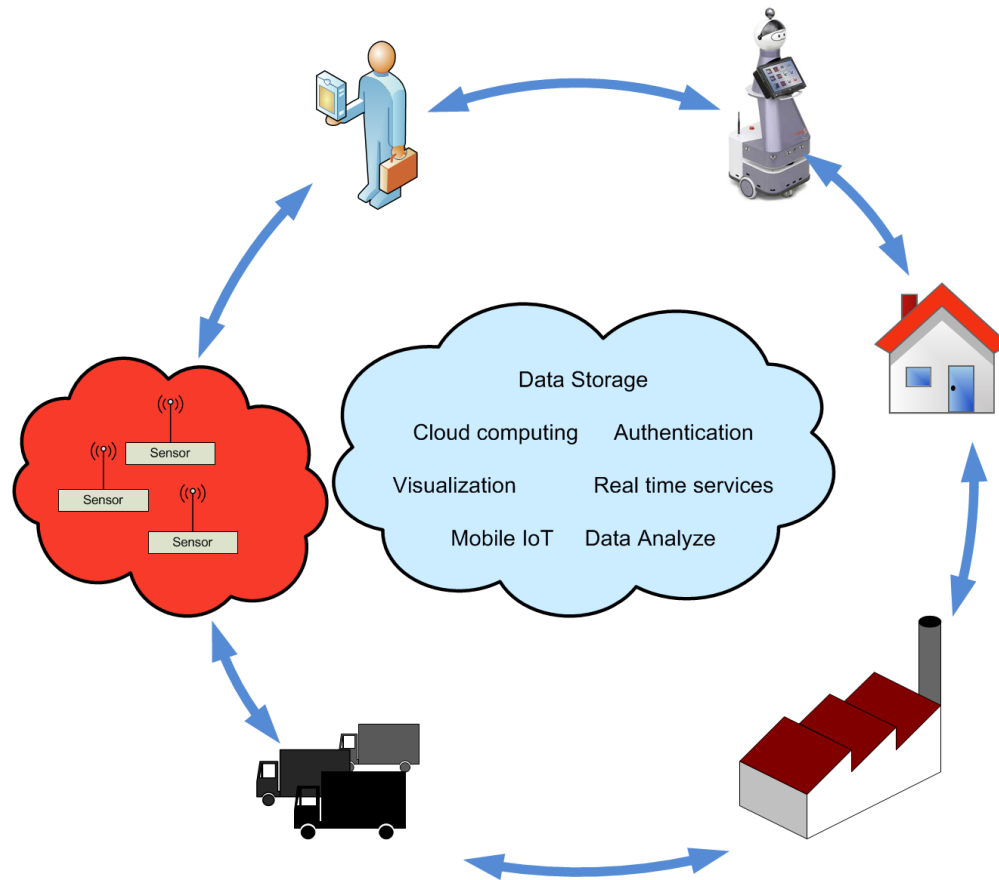 Data Storage
Cloud computing Authentication
Visualization Real time services
Mobile IoT Data Analyze
Sensor
Sensor
Sensor